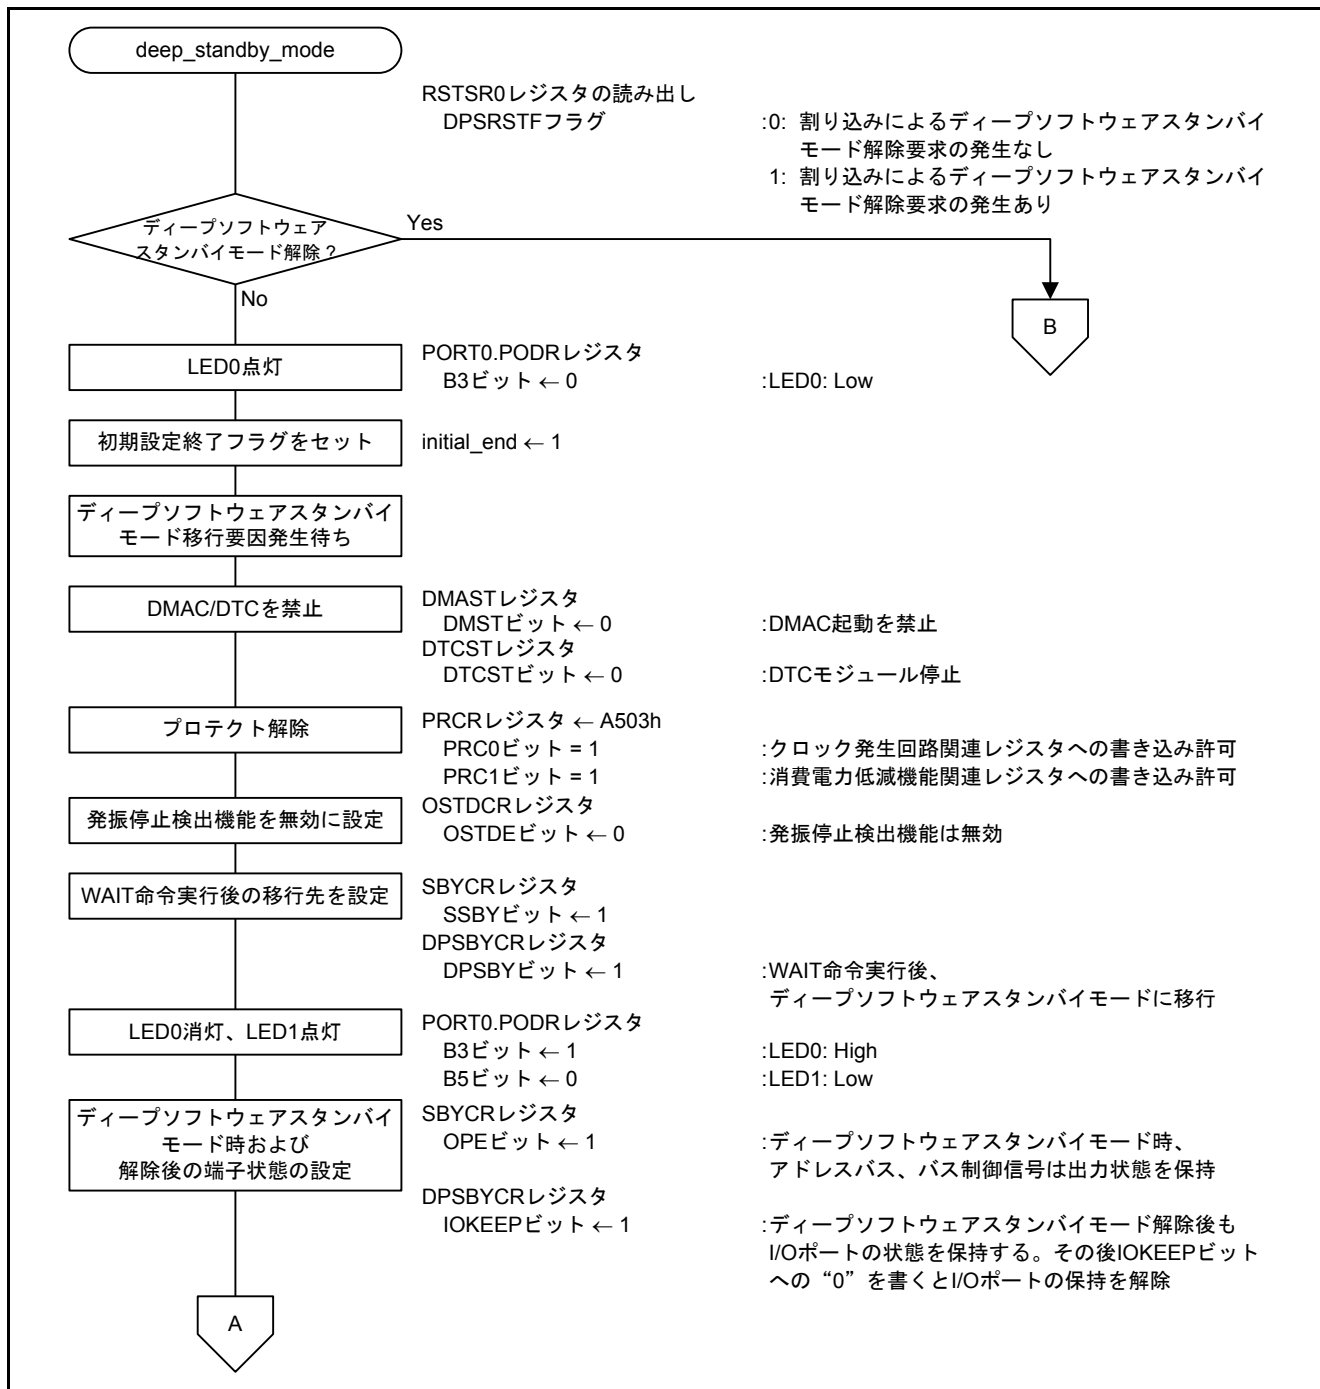 deep_standby_mode
RSTSR0レジスタの読み出し
DPSRSTFフラグ :0: 割り込みによるディープソフトウェアスタンバイ
モード解除要求の発生なし
1: 割り込みによるディープソフトウェアスタンバイ
モード解除要求の発生あり
ディープソフトウェア
スタンバイモード解除?
Yes
No
B
LED0点灯
PORT0.PODRレジスタ
B3ビット ← 0 :LED0: Low
初期設定終了フラグをセット
initial_end ← 1
ディープソフトウェアスタンバイ
モード移行要因発生待ち
DMAC/DTCを禁止
DMASTレジスタ
DMSTビット ← 0 :DMAC起動を禁止
DTCSTレジスタ
DTCSTビット ← 0 :DTCモジュール停止
プロテクト解除
PRCRレジスタ ← A503h
PRC0ビット = 1 :クロック発生回路関連レジスタへの書き込み許可
PRC1ビット = 1 :消費電力低減機能関連レジスタへの書き込み許可
発振停止検出機能を無効に設定
OSTDCRレジスタ
OSTDEビット ← 0 :発振停止検出機能は無効
WAIT命令実行後の移行先を設定
SBYCRレジスタ
SSBYビット ← 1
DPSBYCRレジスタ
DPSBYビット ← 1 :WAIT命令実行後、
ディープソフトウェアスタンバイモードに移行
LED0消灯、LED1点灯
PORT0.PODRレジスタ
B3ビット ← 1 :LED0: High
B5ビット ← 0 :LED1: Low
ディープソフトウェアスタンバイ
モード時および
解除後の端子状態の設定
SBYCRレジスタ
OPEビット ← 1 :ディープソフトウェアスタンバイモード時、
アドレスバス、バス制御信号は出力状態を保持
DPSBYCRレジスタ
IOKEEPビット ← 1 :ディープソフトウェアスタンバイモード解除後も
I/Oポートの状態を保持する。その後IOKEEPビット
への“0”を書くとI/Oポートの保持を解除
A